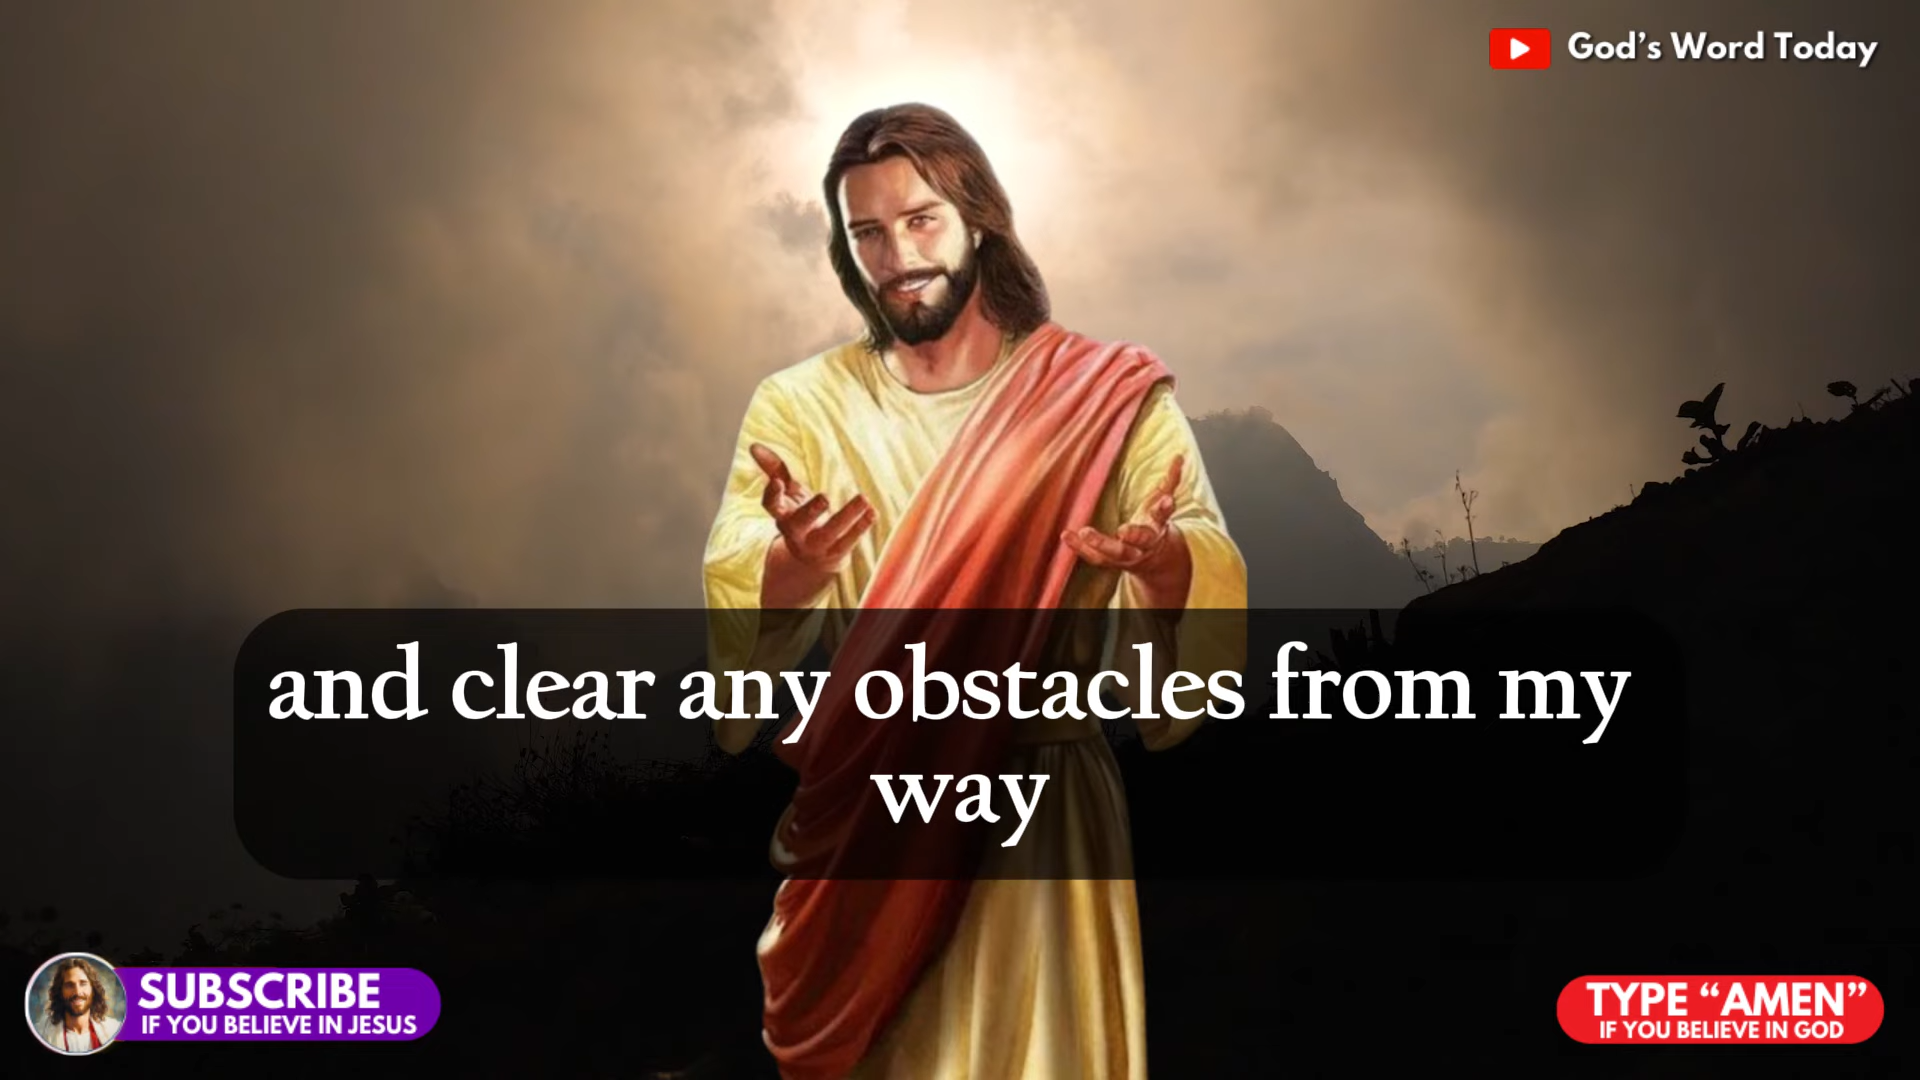 God’s Word Today
and clear any obstacles from my
way
SUBSCRIBE
IF YOU BELIEVE IN JESUS
TYPE “AMEN”
IF YOU BELIEVE IN GOD